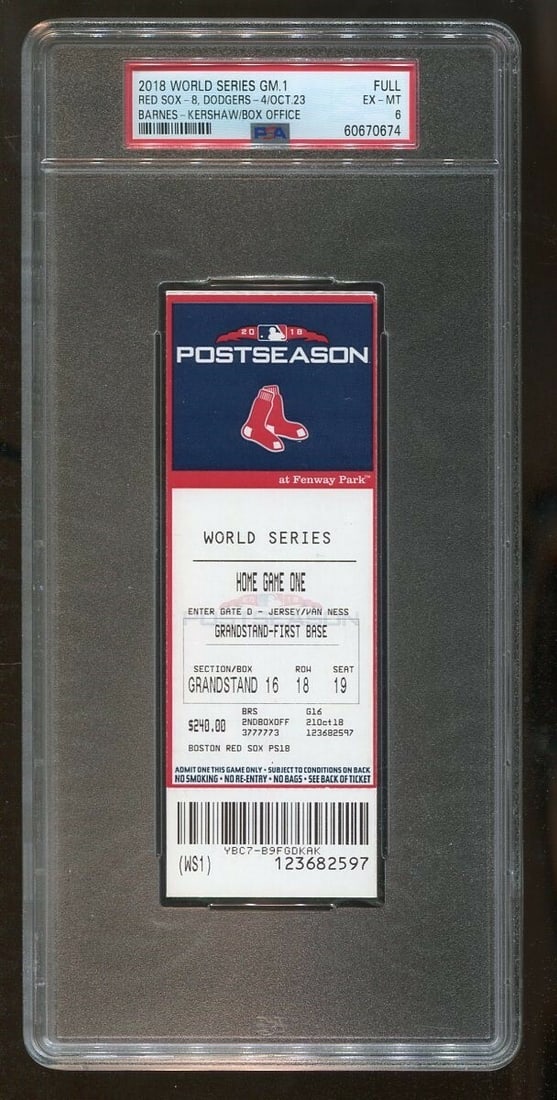 2018 WORLD SERIES GM.1 FULL
RED SOX - 8, DODGERS - 4/OCT.23 EX - MT
BARNES - KERSHAW/BOX OFFICE 6
PSA 60670674
20 18
POSTSEASON
at Fenway Park™
WORLD SERIES
HOME GAME ONE
POSTSEASON
ENTER GATE D - JERSEY/VAN NESS
GRANDSTAND-FIRST BASE
SECTION/BOX ROW SEAT
GRANDSTAND 16 18 19
BRS G16
$240.00 2NDBOXOFF 21Oct18
3777773 123682597
BOSTON RED SOX PS18
ADMIT ONE THIS GAME ONLY • SUBJECT TO CONDITIONS ON BACK
NO SMOKING • NO RE-ENTRY • NO BAGS • SEE BACK OF TICKET
YBC7-B9FGDKAK
(WS1) 123682597